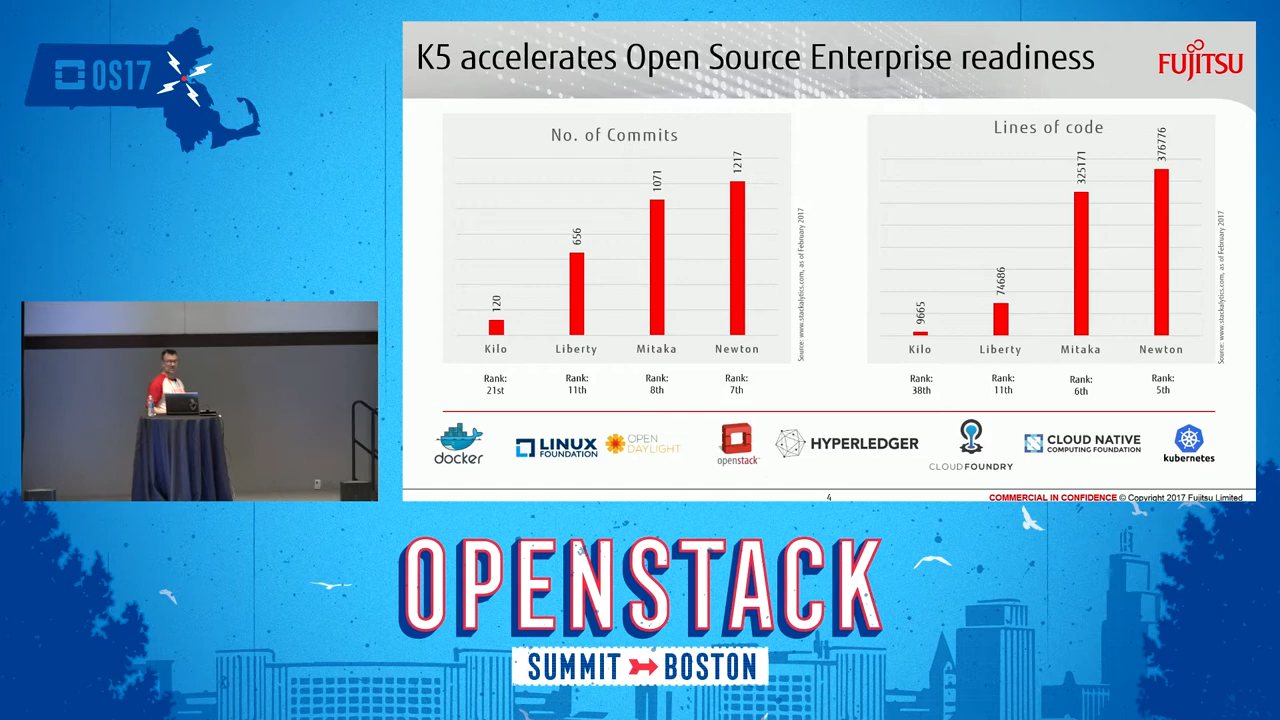 OS17
K5 accelerates Open Source Enterprise readiness
FUJITSU
No. of Commits
120
656
1071
1217
Kilo
Liberty
Mitaka
Newton
Rank:
21st
Rank:
11th
Rank:
8th
Rank:
7th
Source: www.stackalytics.com, as of February 2017
Lines of code
9665
74686
325171
376776
Kilo
Liberty
Mitaka
Newton
Rank:
38th
Rank:
11th
Rank:
6th
Rank:
5th
Source: www.stackalytics.com, as of February 2017
docker
LINUX
FOUNDATION
OPEN
DAYLIGHT
openstack
HYPERLEDGER
CLOUD FOUNDRY
CLOUD NATIVE
COMPUTING FOUNDATION
kubernetes
4
COMMERCIAL IN CONFIDENCE © Copyright 2017 Fujitsu Limited
OPENSTACK
SUMMIT BOSTON